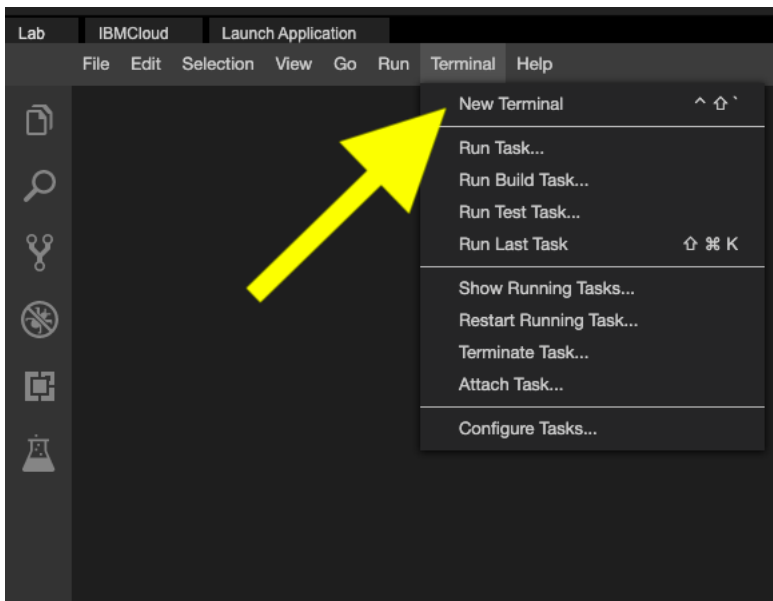 Lab IBMCloud Launch Application
File Edit Selection View Go Run Terminal Help
New Terminal ^ ⇧ `
Run Task...
Run Build Task...
Run Test Task...
Run Last Task ⇧ ⌘ K
Show Running Tasks...
Restart Running Task...
Terminate Task...
Attach Task...
Configure Tasks...